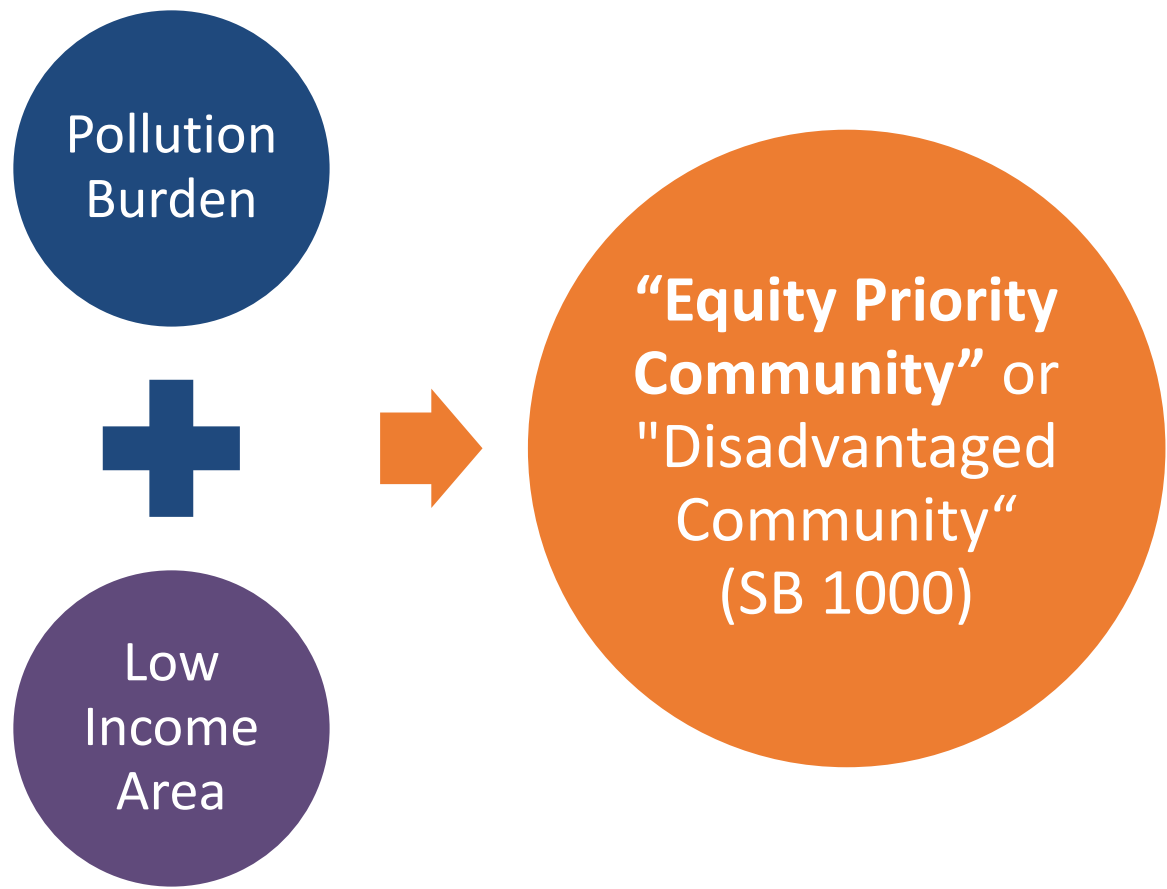 Pollution
Burden
Low
Income
Area
“Equity Priority
Community” or
"Disadvantaged
Community“
(SB 1000)